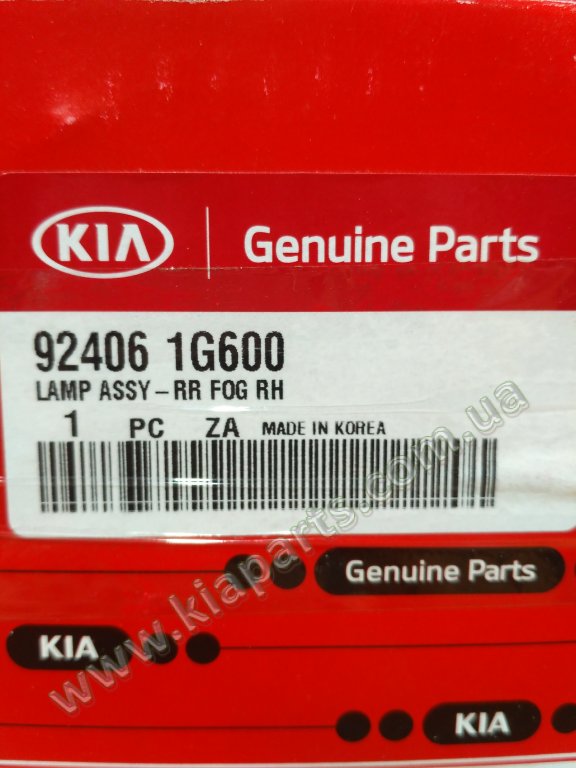 KIA
Genuine Parts
92406 1G600
LAMP ASSY-RR FOG RH
1 PC ZA MADE IN KOREA
www.kiaparts.com.ua
Genuine Parts
KIA
KIA